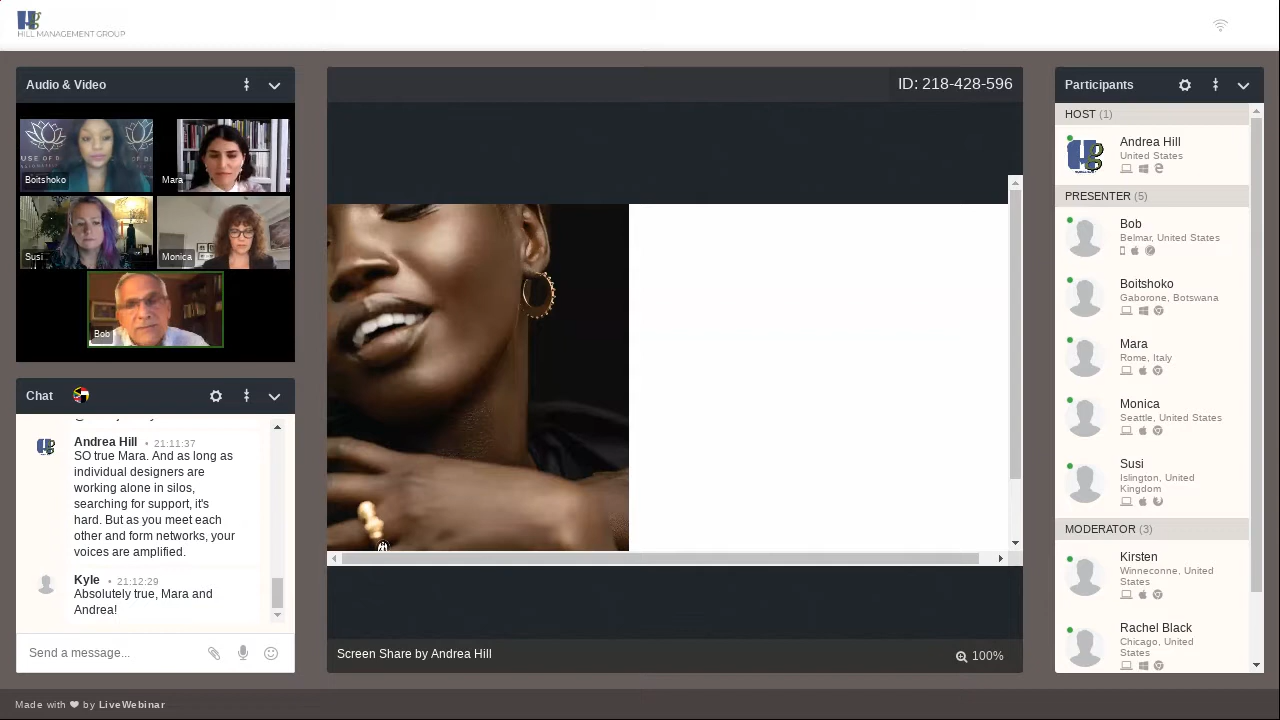 Hg
HILL MANAGEMENT GROUP
Audio & Video
Boitshoko
Mara
Susi
Monica
Bob
Chat
Andrea Hill • 21:11:37
SO true Mara. And as long as
individual designers are
working alone in silos,
searching for support, it's
hard. But as you meet each
other and form networks, your
voices are amplified.
Kyle • 21:12:29
Absolutely true, Mara and
Andrea!
Send a message...
ID: 218-428-596
Screen Share by Andrea Hill
100%
Participants
HOST (1)
Andrea Hill
United States
PRESENTER (5)
Bob
Belmar, United States
Boitshoko
Gaborone, Botswana
Mara
Rome, Italy
Monica
Seattle, United States
Susi
Islington, United
Kingdom
MODERATOR (3)
Kirsten
Winneconne, United
States
Rachel Black
Chicago, United
States
Made with ❤ by LiveWebinar